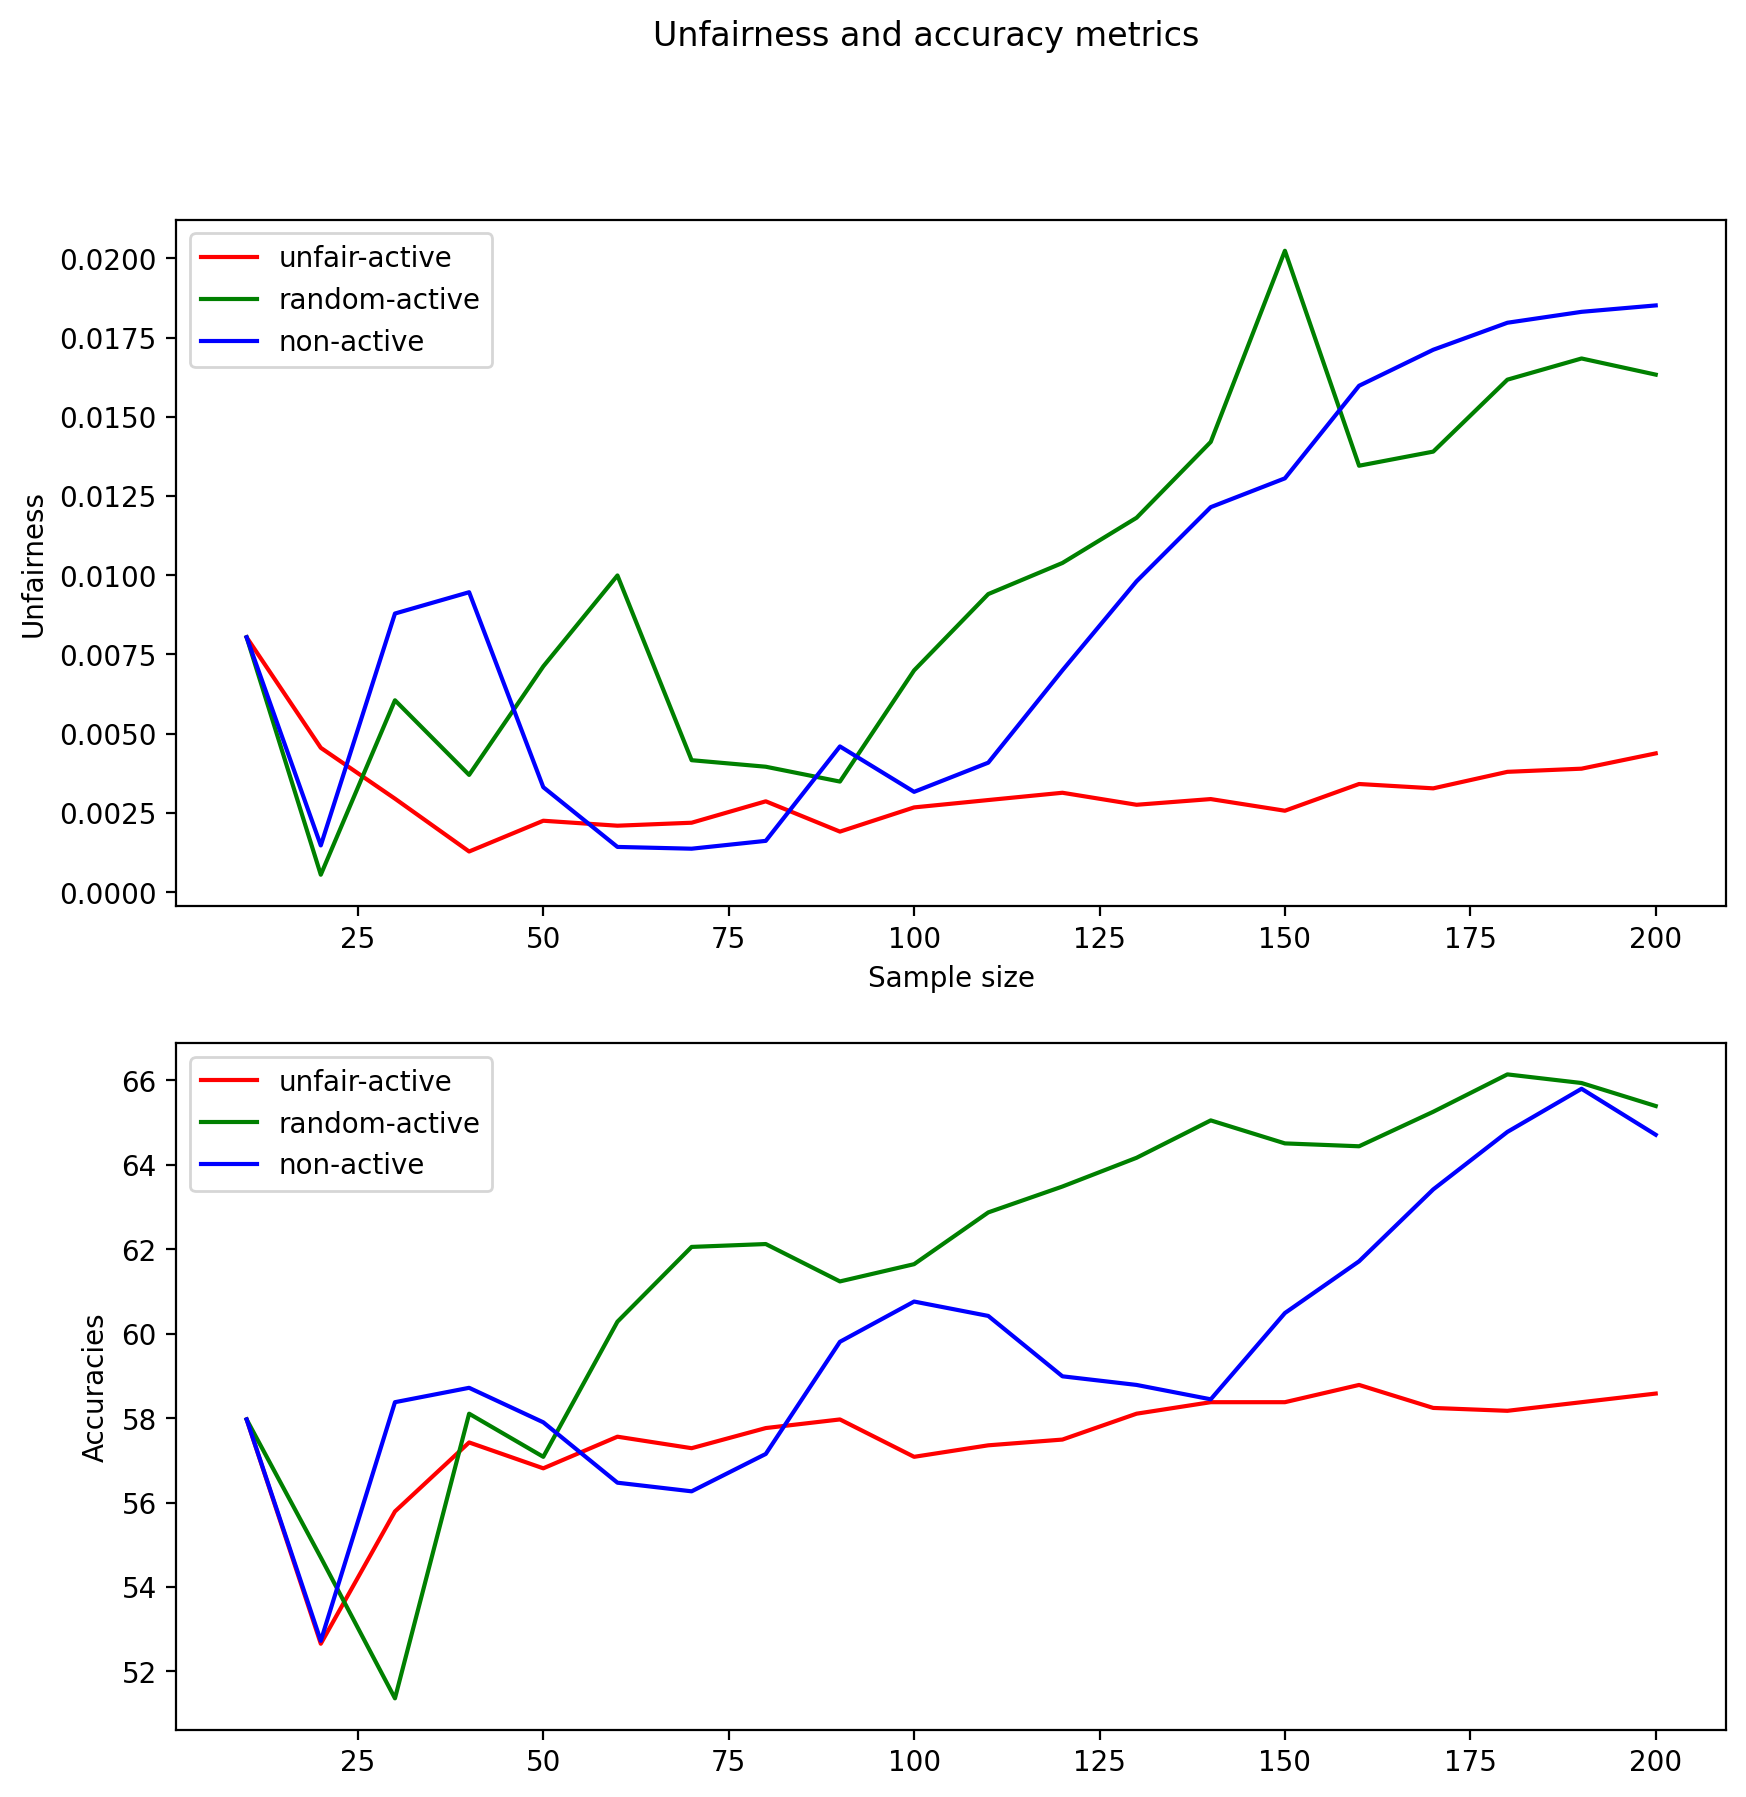 Unfairness and accuracy metrics
unfair-active
random-active
non-active
0.0200
0.0175
0.0150
0.0125
0.0100
0.0075
0.0050
0.0025
0.0000
Unfairness
25 50 75 100 125 150 175 200
Sample size
unfair-active
random-active
non-active
66
64
62
60
58
56
54
52
Accuracies
25 50 75 100 125 150 175 200